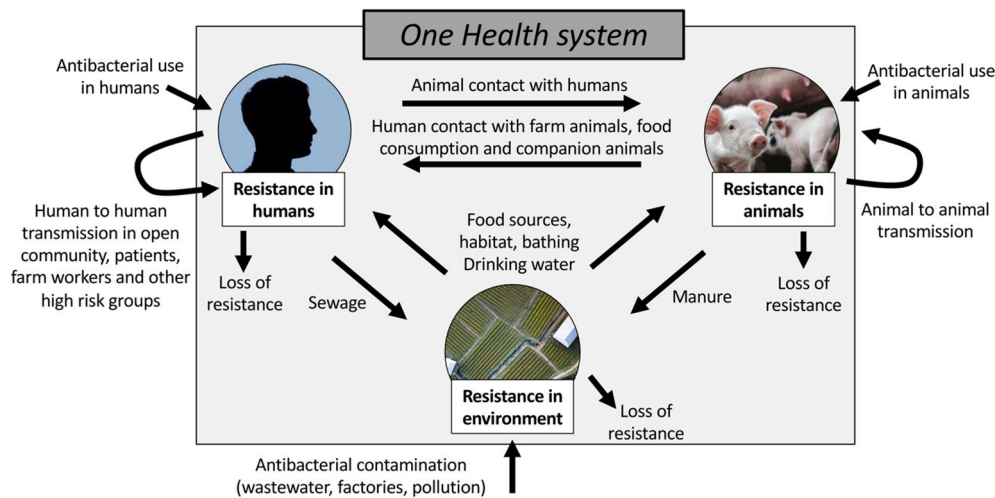 One Health system
Antibacterial use
in humans
Animal contact with humans
Antibacterial use
in animals
Human contact with farm animals, food
consumption and companion animals
Resistance in
humans
Resistance in
animals
Human to human
transmission in open
community, patients,
farm workers and other
high risk groups
Food sources,
habitat, bathing
Drinking water
Animal to animal
transmission
Loss of
resistance
Sewage
Manure
Loss of
resistance
Resistance in
environment
Loss of
resistance
Antibacterial contamination
(wastewater, factories, pollution)